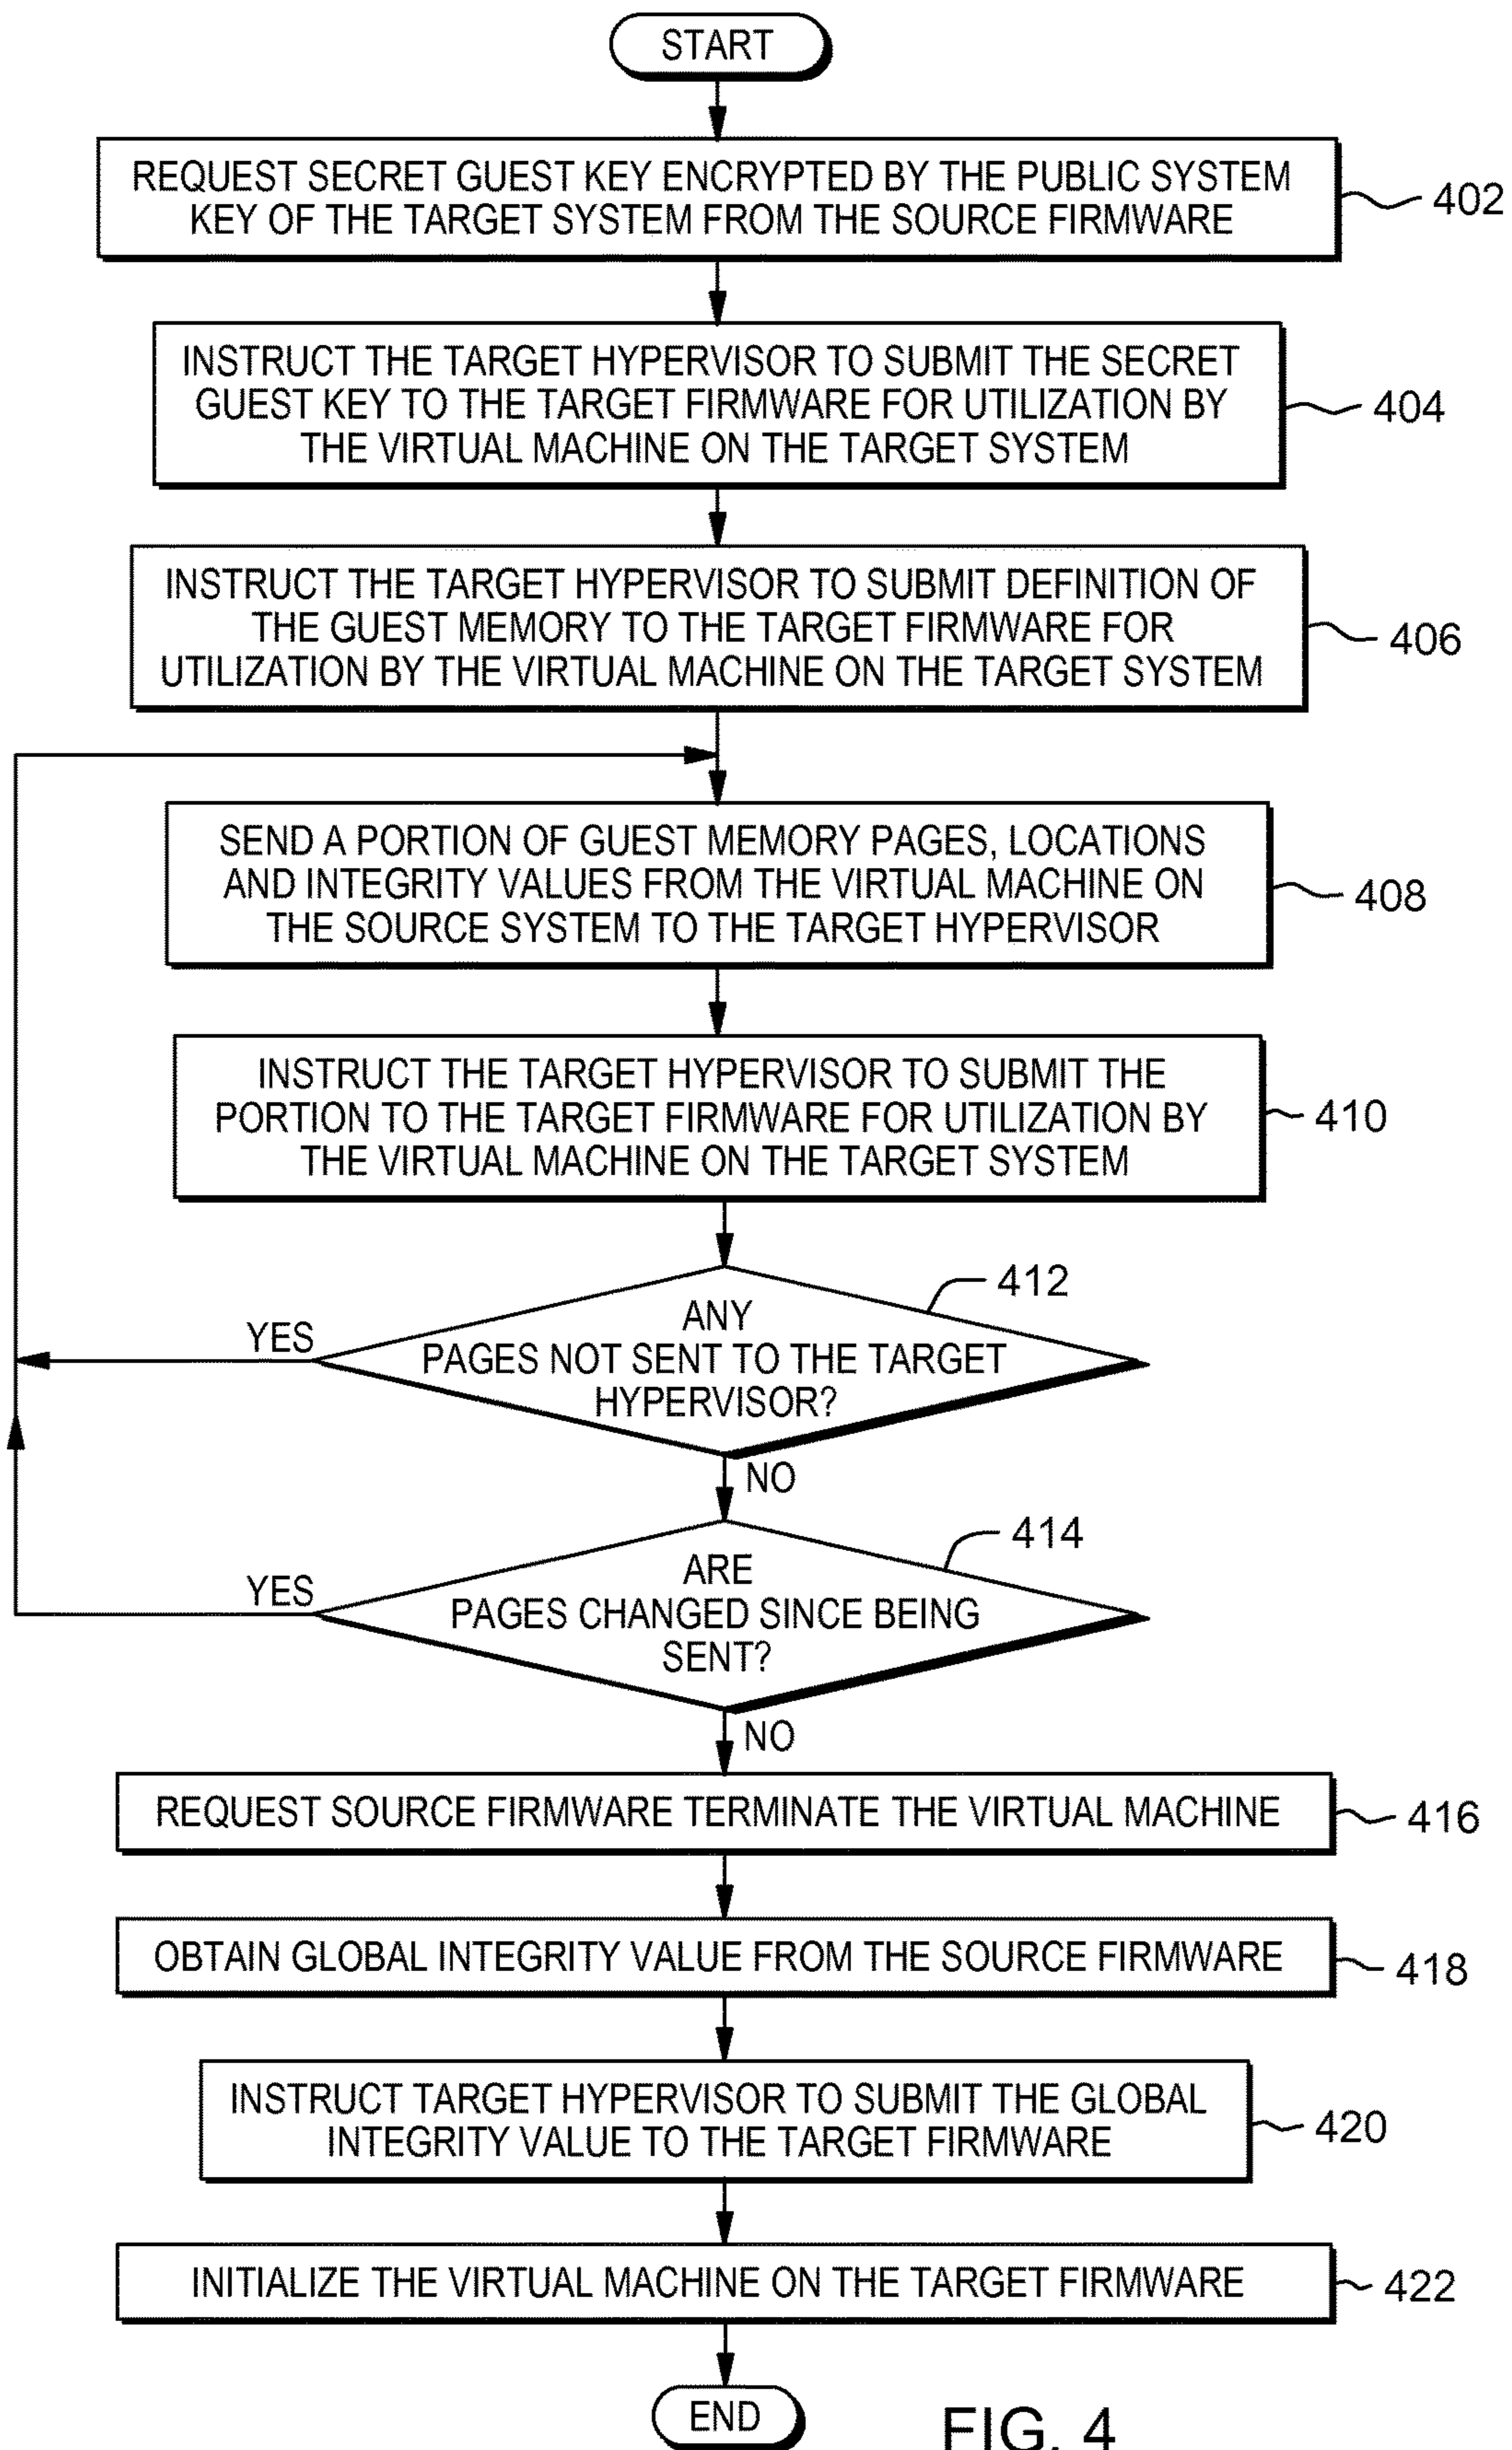 START
REQUEST SECRET GUEST KEY ENCRYPTED BY THE PUBLIC SYSTEM
KEY OF THE TARGET SYSTEM FROM THE SOURCE FIRMWARE
402
INSTRUCT THE TARGET HYPERVISOR TO SUBMIT THE SECRET
GUEST KEY TO THE TARGET FIRMWARE FOR UTILIZATION BY
THE VIRTUAL MACHINE ON THE TARGET SYSTEM
404
INSTRUCT THE TARGET HYPERVISOR TO SUBMIT DEFINITION OF
THE GUEST MEMORY TO THE TARGET FIRMWARE FOR
UTILIZATION BY THE VIRTUAL MACHINE ON THE TARGET SYSTEM
406
SEND A PORTION OF GUEST MEMORY PAGES, LOCATIONS
AND INTEGRITY VALUES FROM THE VIRTUAL MACHINE ON
THE SOURCE SYSTEM TO THE TARGET HYPERVISOR
408
INSTRUCT THE TARGET HYPERVISOR TO SUBMIT THE
PORTION TO THE TARGET FIRMWARE FOR UTILIZATION BY
THE VIRTUAL MACHINE ON THE TARGET SYSTEM
410
412
ANY
PAGES NOT SENT TO THE TARGET
HYPERVISOR?
YES
NO
414
ARE
PAGES CHANGED SINCE BEING
SENT?
YES
NO
REQUEST SOURCE FIRMWARE TERMINATE THE VIRTUAL MACHINE
416
OBTAIN GLOBAL INTEGRITY VALUE FROM THE SOURCE FIRMWARE
418
INSTRUCT TARGET HYPERVISOR TO SUBMIT THE GLOBAL
INTEGRITY VALUE TO THE TARGET FIRMWARE
420
INITIALIZE THE VIRTUAL MACHINE ON THE TARGET FIRMWARE
422
END
FIG. 4